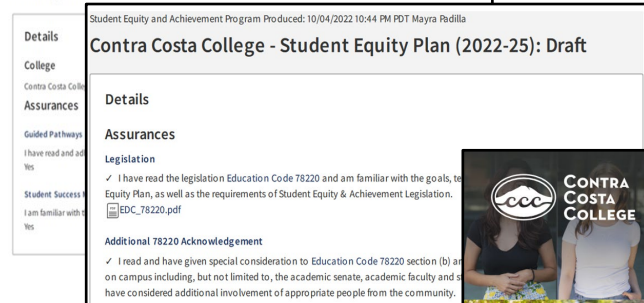 Details
College
Contra Costa Colle
Assurances
Guided Pathways
I have read and ad
Yes
Student Success
I am familiar with t
Yes
Student Equity and Achievement Program Produced: 10/04/2022 10:44 PM PDT Mayra Padilla
Contra Costa College - Student Equity Plan (2022-25): Draft
Details
Assurances
Legislation
✓ I have read the legislation Education Code 78220 and am familiar with the goals, te
Equity Plan, as well as the requirements of Student Equity & Achievement Legislation.
EDC_78220.pdf
Additional 78220 Acknowledgement
✓ I read and have given special consideration to Education Code 78220 section (b) an
on campus including, but not limited to, the academic senate, academic faculty and s
have considered additional involvement of appropriate people from the community.
ccc
CONTRA
COSTA
COLLEGE